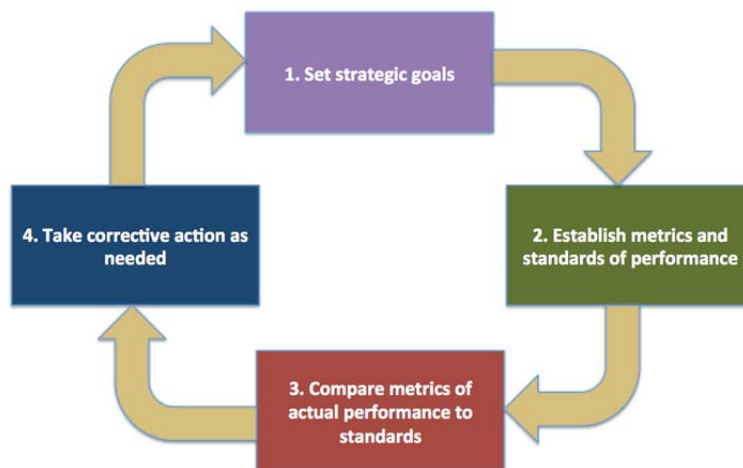 1. Set strategic goals
2. Establish metrics and
standards of performance
3. Compare metrics of
actual performance to
standards
4. Take corrective action as
needed